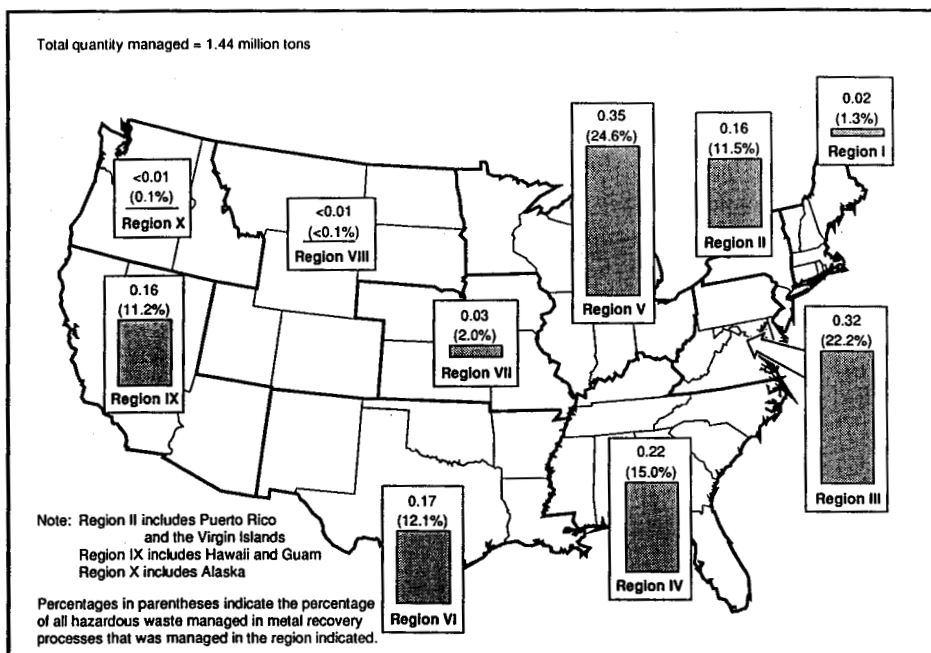 Total quantity managed = 1.44 million tons
0.02
(1.3%)
Region I
0.35
(24.6%)
Region V
0.16
(11.5%)
Region II
<0.01
(0.1%)
Region X
<0.01
(<0.1%)
Region VIII
0.16
(11.2%)
Region IX
0.03
(2.0%)
Region VII
0.32
(22.2%)
Region III
0.22
(15.0%)
Region IV
0.17
(12.1%)
Region VI
Note: Region II includes Puerto Rico
and the Virgin Islands
Region IX includes Hawaii and Guam
Region X includes Alaska
Percentages in parentheses indicate the percentage
of all hazardous waste managed in metal recovery
processes that was managed in the region indicated.